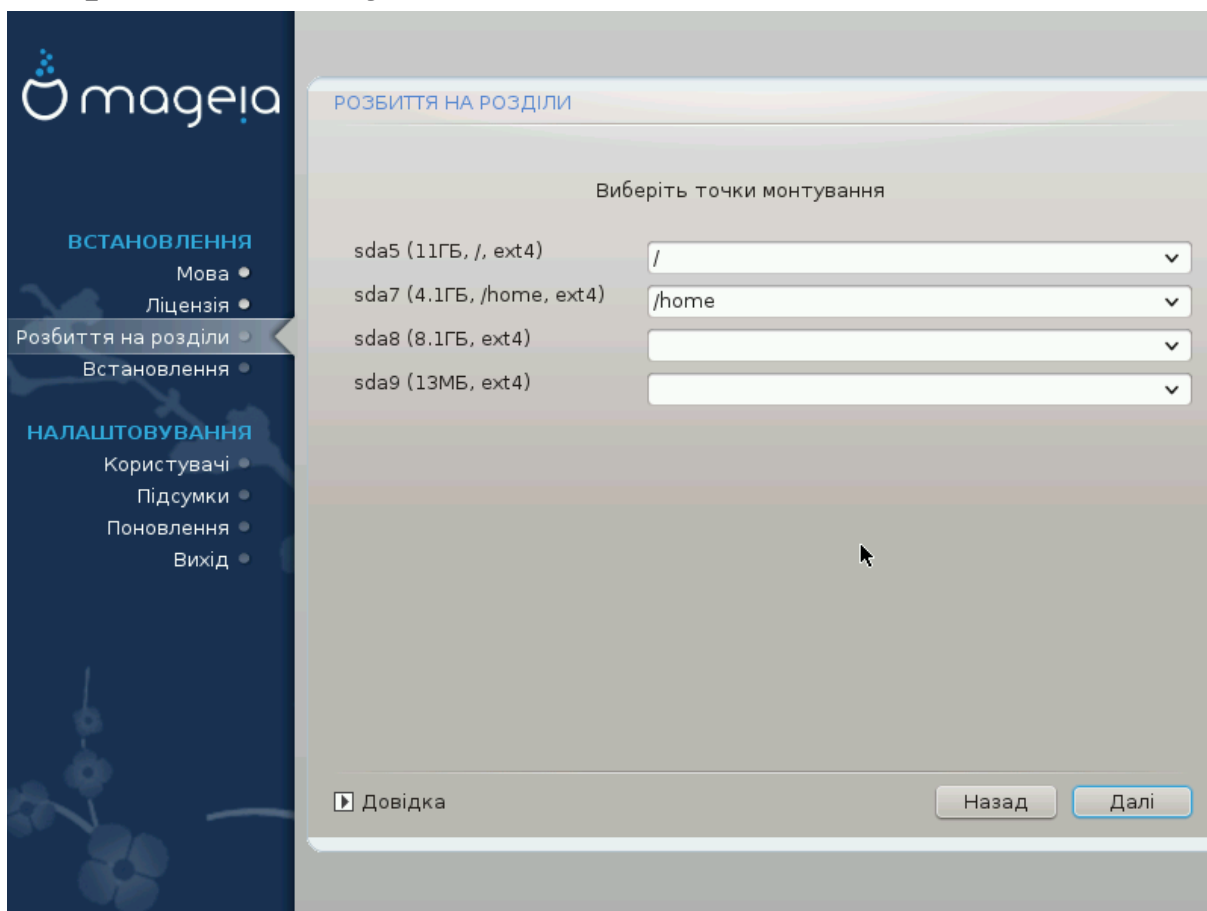 mageia
ВСТАНОВЛЕННЯ
Мова
Ліцензія
Розбиття на розділи
Встановлення
НАЛАШТОВУВАННЯ
Користувачі
Підсумки
Поновлення
Вихід
РОЗБИТТЯ НА РОЗДІЛИ
Виберіть точки монтування
sda5 (11ГБ, /, ext4) /
sda7 (4.1ГБ, /home, ext4) /home
sda8 (8.1ГБ, ext4)
sda9 (13МБ, ext4)
Довідка Назад Далі